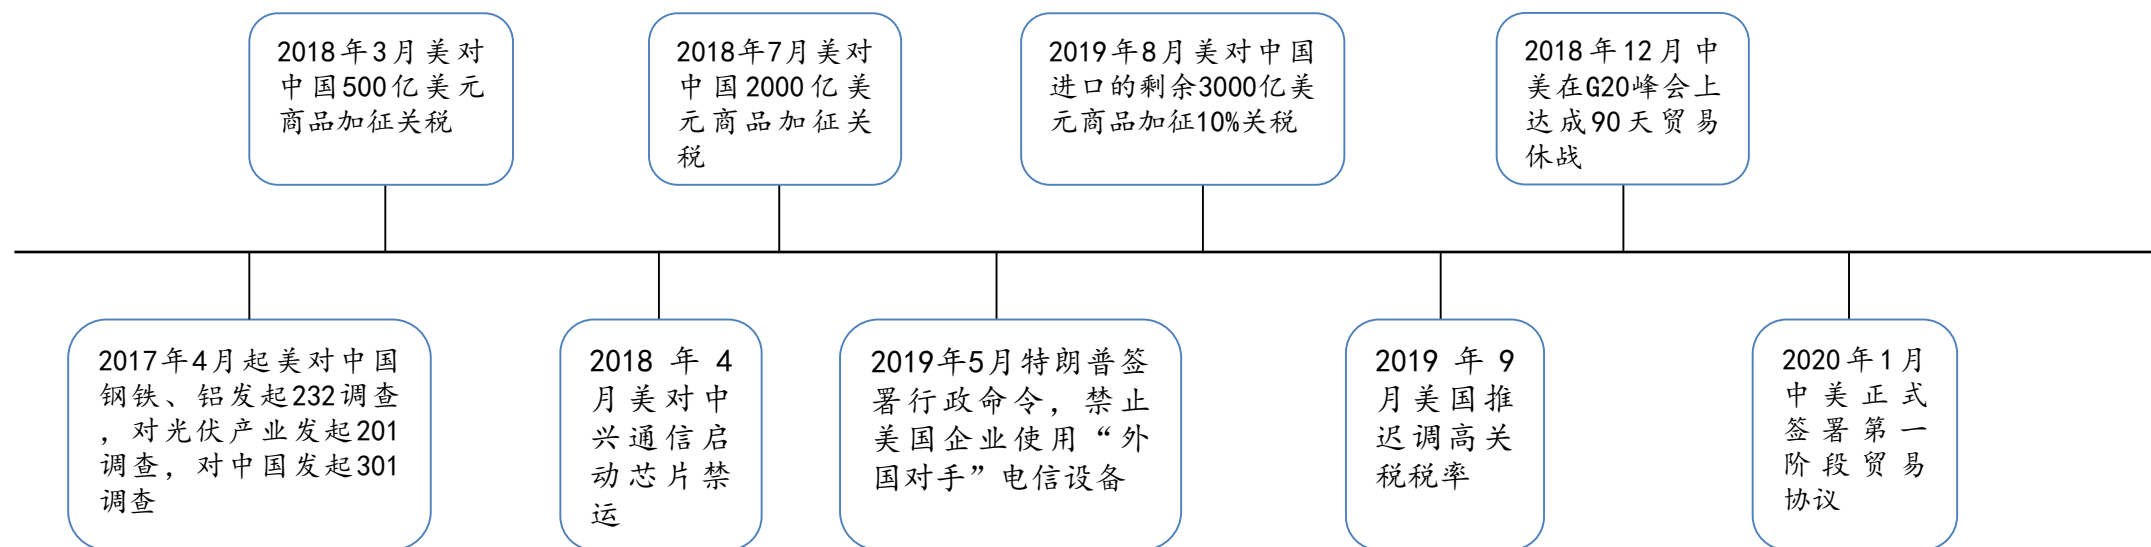 2018年3月美对
中国500亿美元
商品加征关税
2018年7月美对
中国2000亿美
元商品加征关
税
2019年8月美对中国
进口的剩余3000亿美
元商品加征10%关税
2018年12月中
美在G20峰会上
达成90天贸易
休战
2017年4月起美对中国
钢铁、铝发起232调查
，对光伏产业发起201
调查，对中国发起301
调查
2018年4
月美对中
兴通信启
动芯片禁
运
2019年5月特朗普签
署行政命令，禁止
美国企业使用“外
国对手”电信设备
2019年9
月美国推
迟调高关
税税率
2020年1月
中美正式
签署第一
阶段贸易
协议